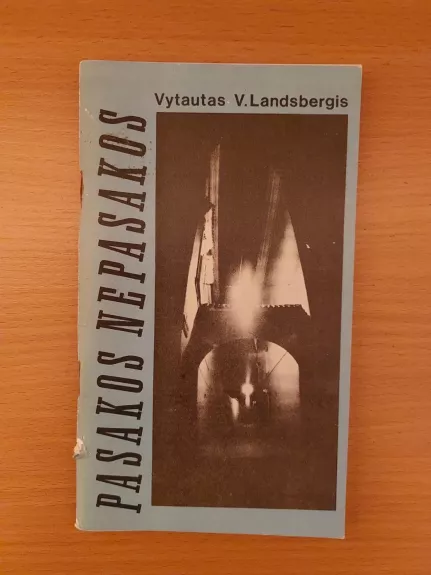 Vytautas V.Landsbergis
PASAKOS NEPASAKOS